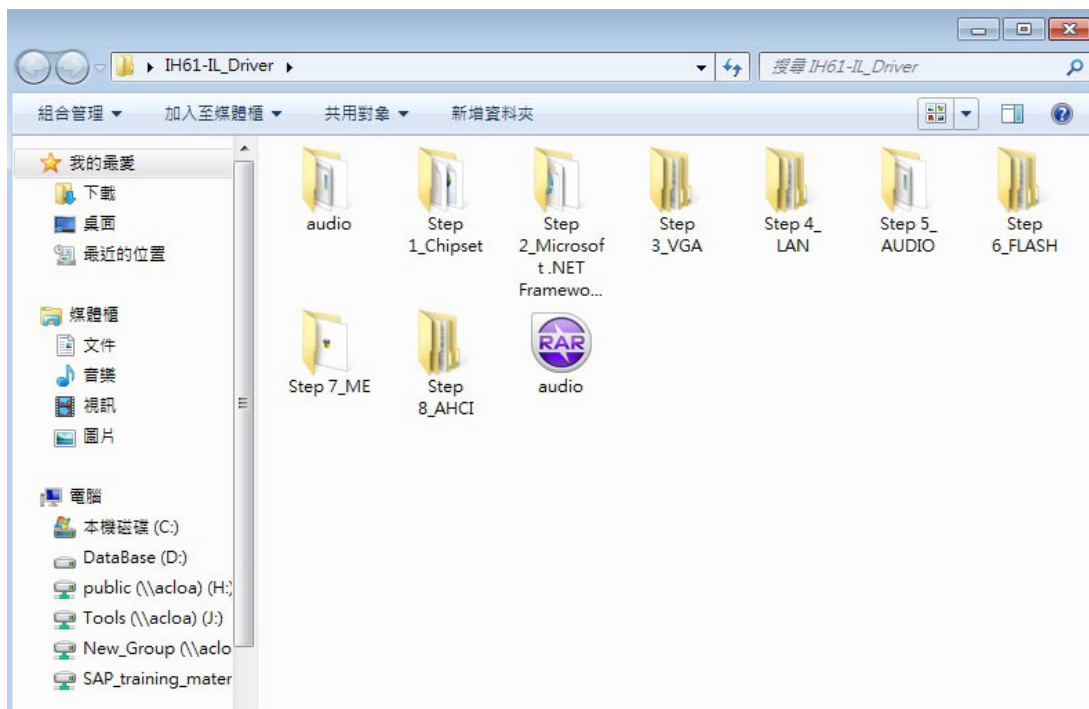 IH61-IL_Driver
搜尋 IH61-IL_Driver
組合管理 加入至媒體櫃 共用對象 新增資料夾
我的最愛
下載
桌面
最近的位置
媒體櫃
文件
音樂
視訊
圖片
電腦
本機磁碟 (C:)
DataBase (D:)
public (\\acloa) (H:)
Tools (\\acloa) (J:)
New_Group (\\aclo
SAP_training_mater
audio
Step
1_Chipset
Step
2_Microsof
t .NET
Framewo...
Step
3_VGA
Step 4_
LAN
Step 5_
AUDIO
Step
6_FLASH
Step 7_ME
Step
8_AHCI
RAR
audio